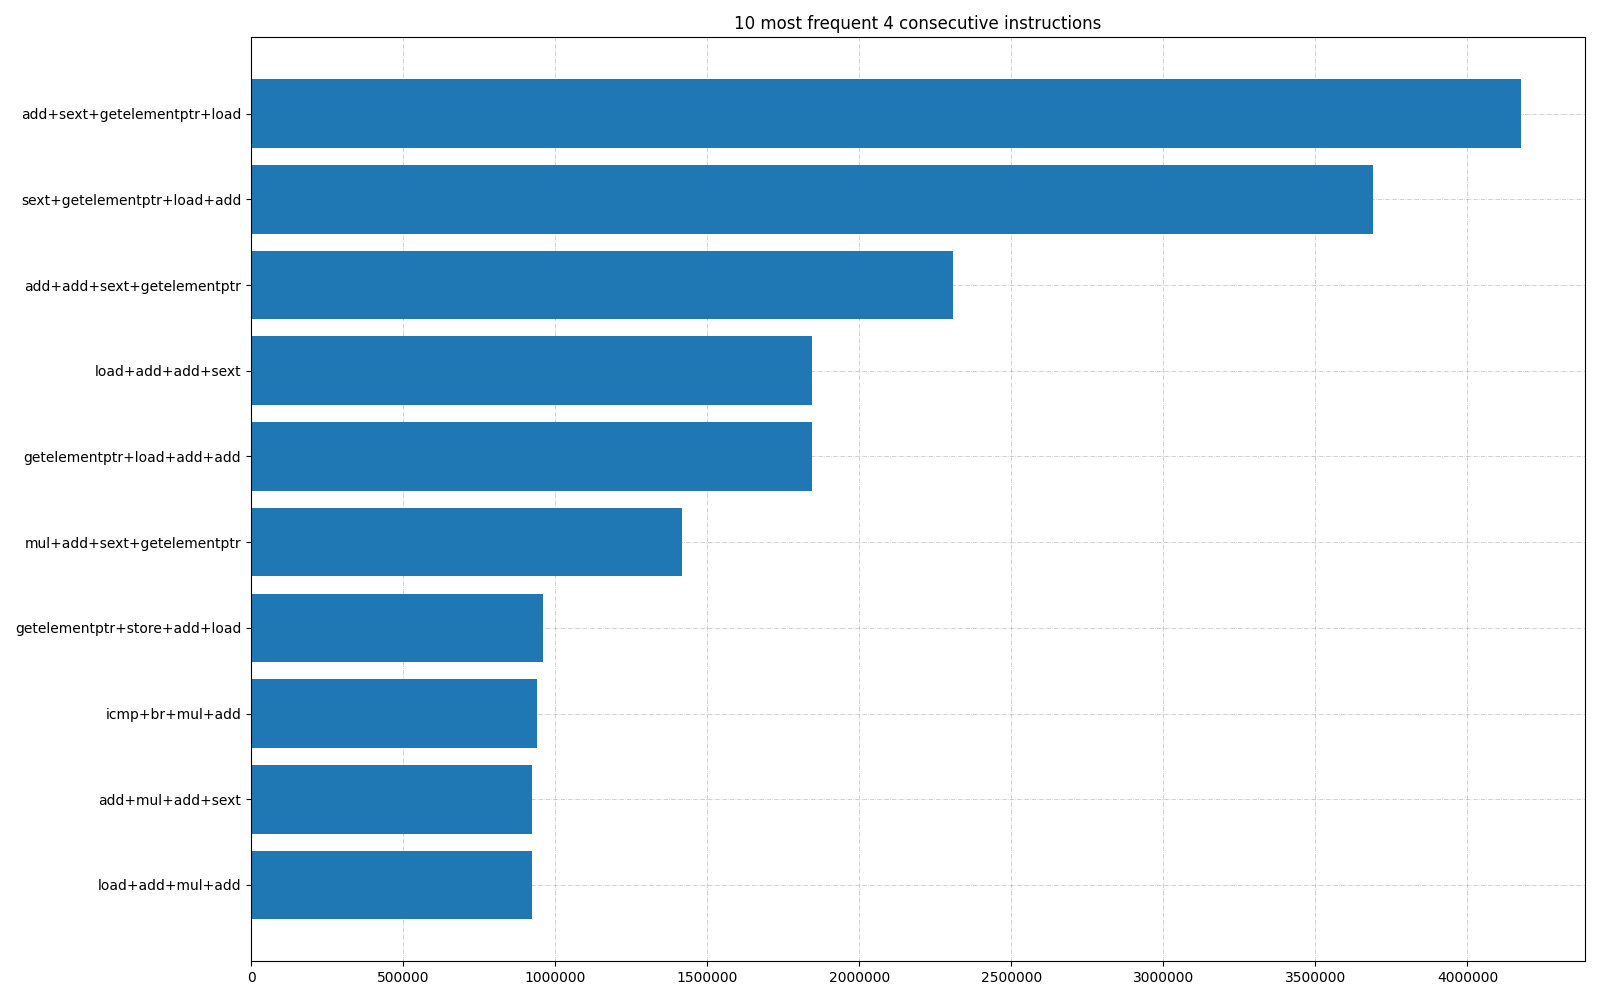 10 most frequent 4 consecutive instructions
add+sext+getelementptr+load
sext+getelementptr+load+add
add+add+sext+getelementptr
load+add+add+sext
getelementptr+load+add+add
mul+add+sext+getelementptr
getelementptr+store+add+load
icmp+br+mul+add
add+mul+add+sext
load+add+mul+add
0 500000 1000000 1500000 2000000 2500000 3000000 3500000 4000000